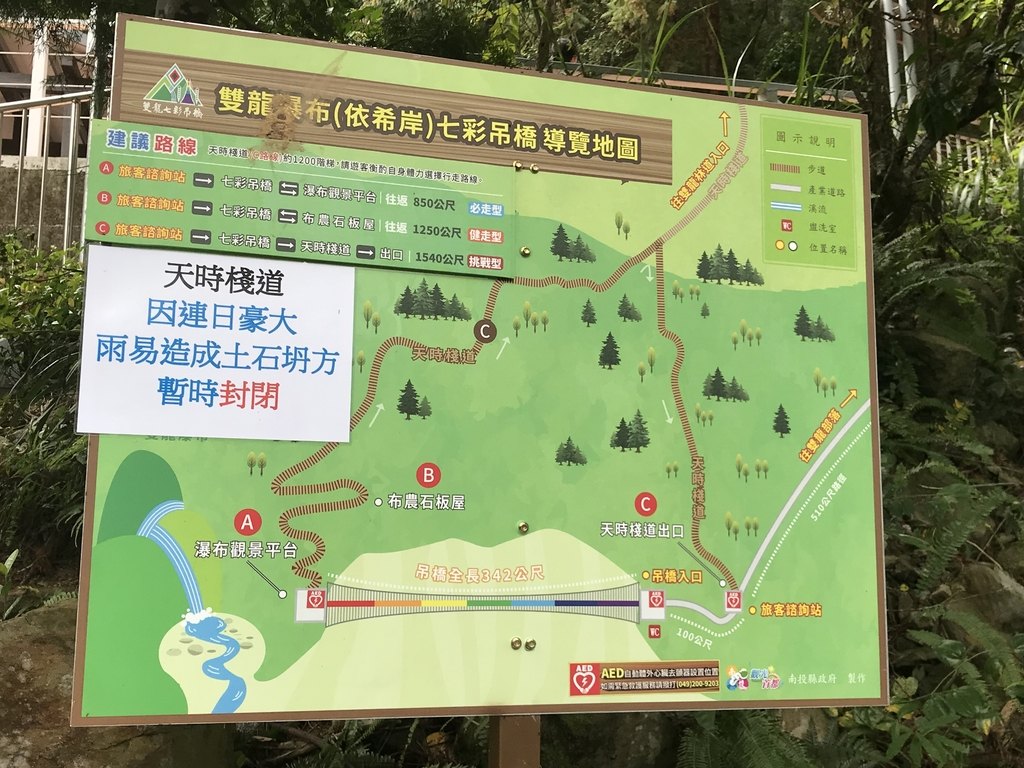 雙龍瀑布(依希岸)七彩吊橋 導覽地圖
雙龍七彩吊橋
建議路線
天時棧道(C路線)約1200階梯，請遊客衡酌自身體力選擇行走路線。
A 旅客諮詢站 → 七彩吊橋 ⇆ 瀑布觀景平台 | 往返 850公尺 必走型
B 旅客諮詢站 → 七彩吊橋 ⇆ 布農石板屋 | 往返 1250公尺 健走型
C 旅客諮詢站 → 七彩吊橋 → 天時棧道 → 出口 | 1540公尺 挑戰型
天時棧道
因連日豪大
雨易造成土石坍方
暫時封閉
圖示說明
步道
產業道路
溪流
WC 盥洗室
位置名稱
往雙龍林道入口
天時棧道
C
天時棧道
雙龍瀑布
B
布農石板屋
A
瀑布觀景平台
C
天時棧道出口
天時棧道
往雙龍部落
510公尺路徑
吊橋全長342公尺
吊橋入口
AED
AED
AED
旅客諮詢站
WC
100公尺
AED
AED自動體外心臟去顫器設置位置
如需緊急救護服務請撥打(049)200-9203
觀光首都
南投縣政府 製作